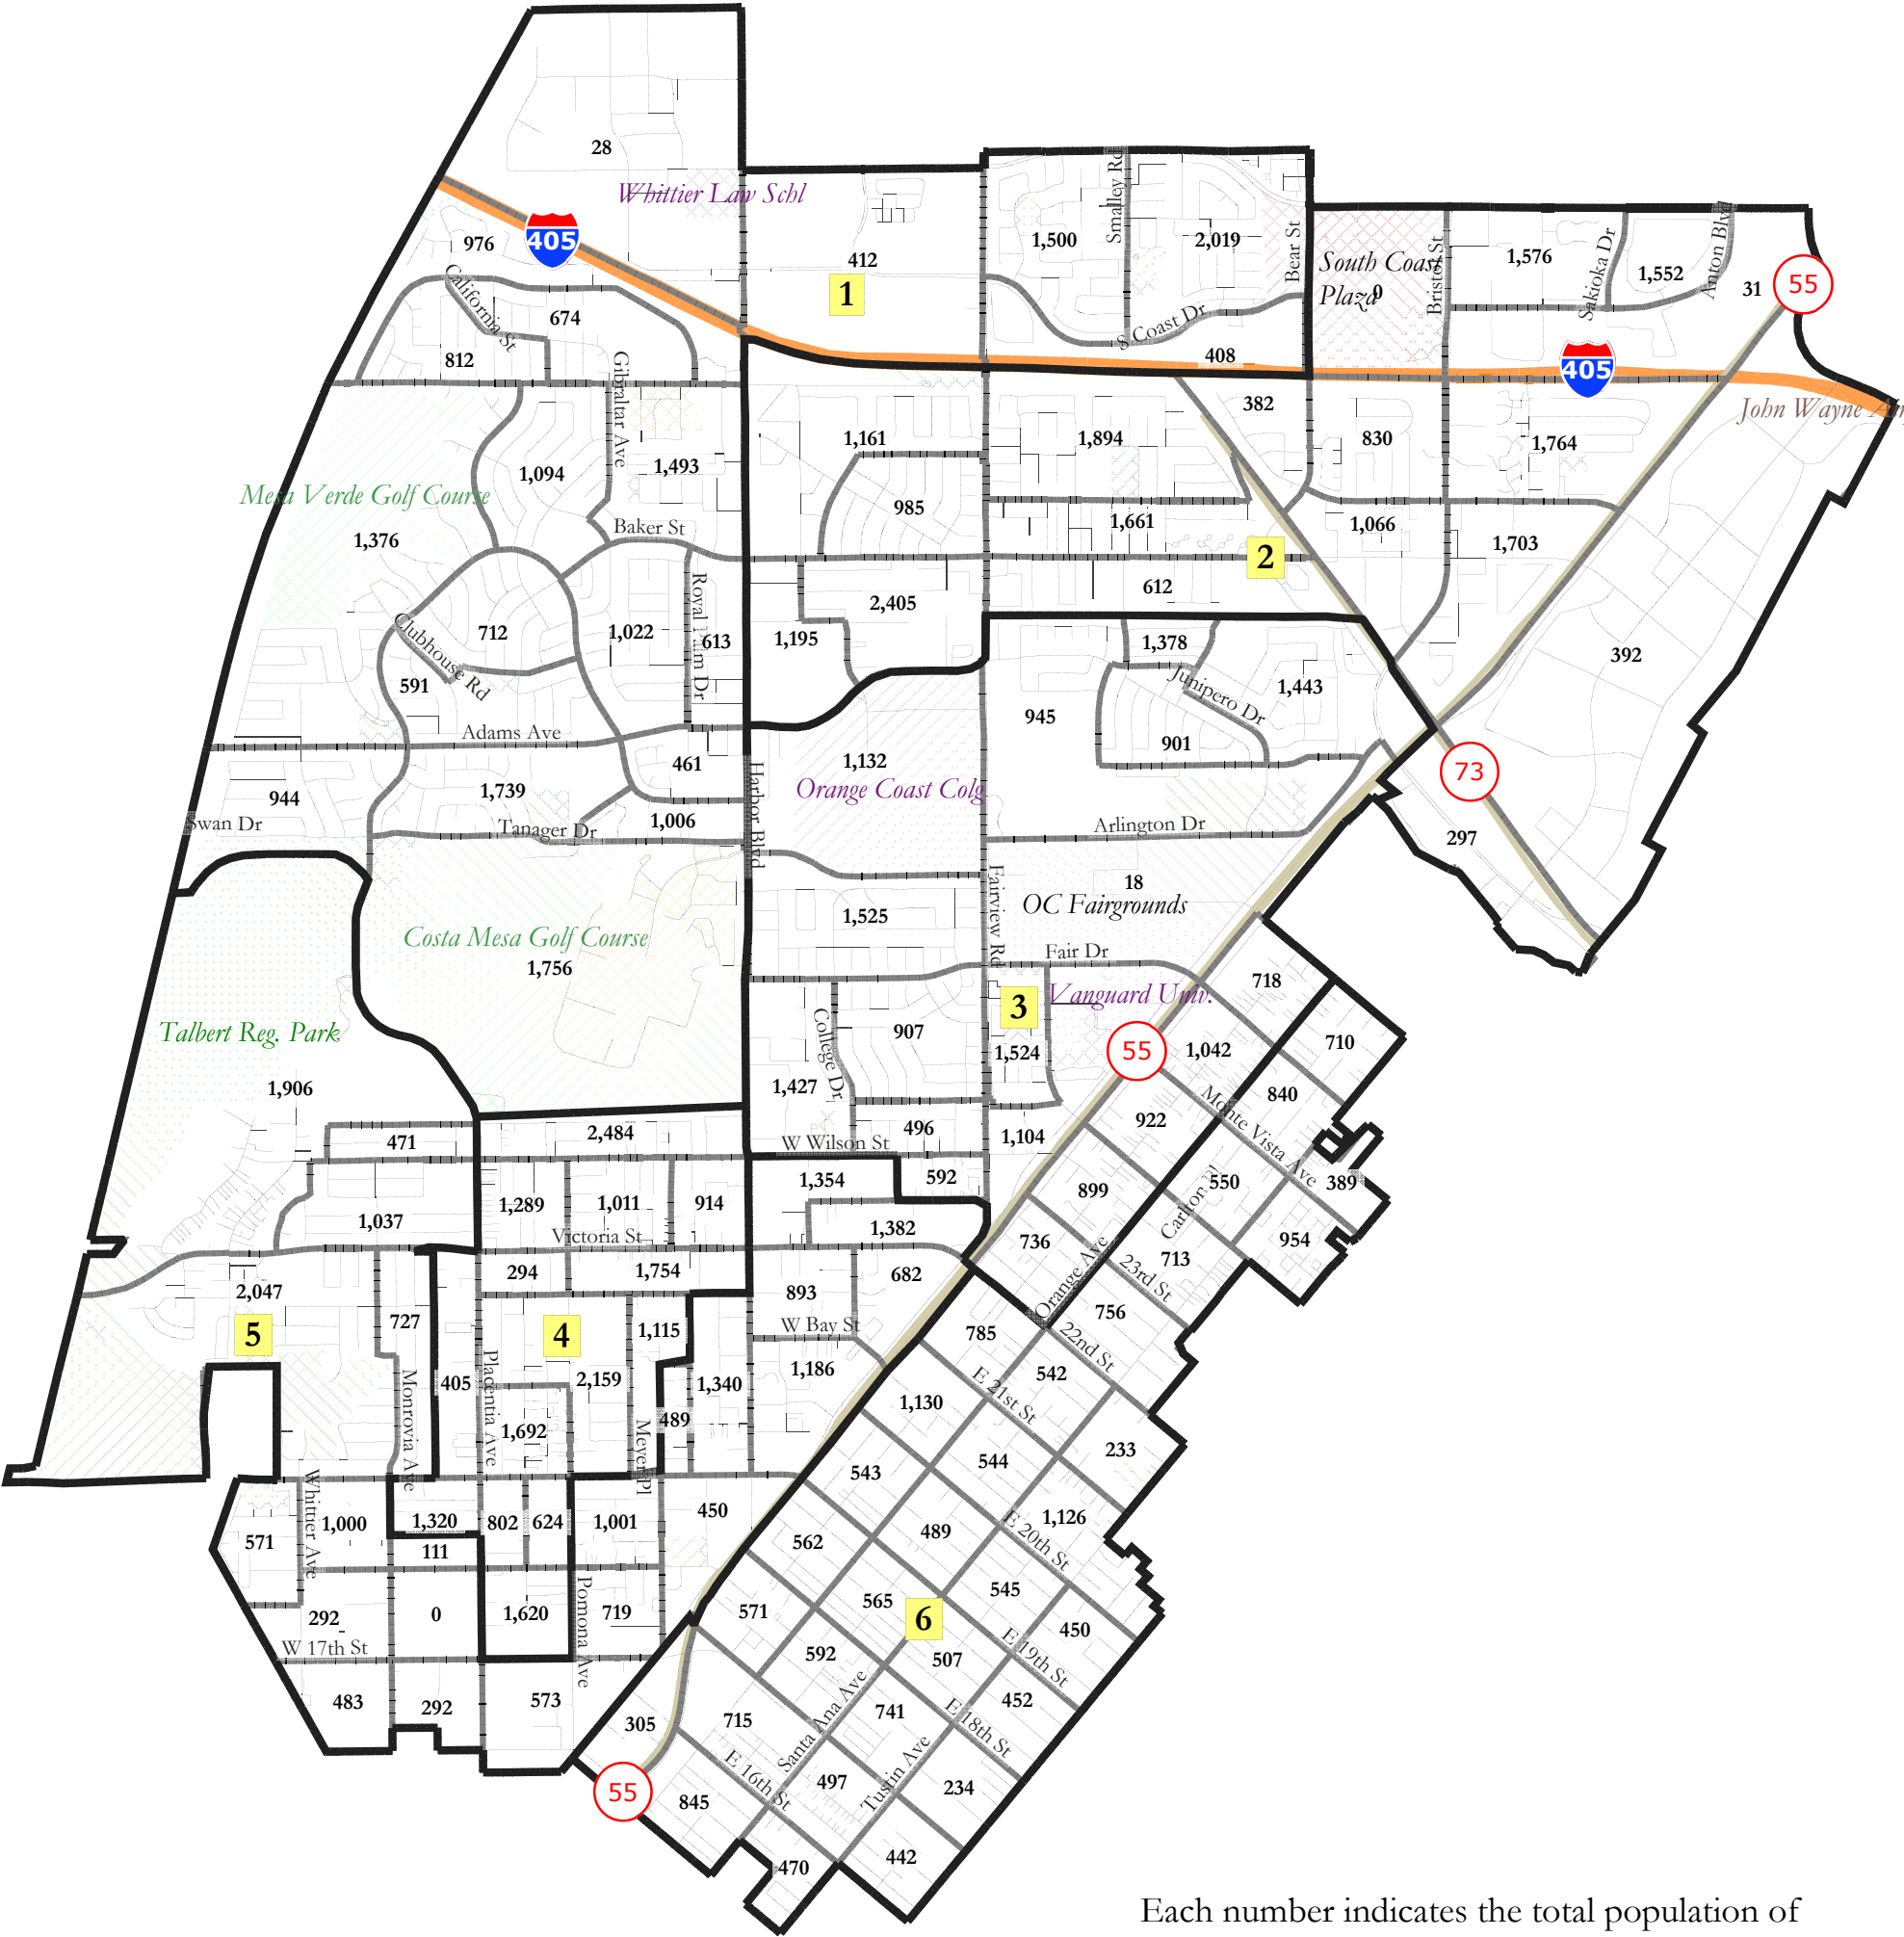 28
Whittier Law Schl
405
976
412
1
1,500
Smalley Rd
2,019
Bear St
South Coast
Plaza
0
Bristol St
1,576
Sakioka Dr
1,552
Anton Blvd
31
55
California St
674
812
S Coast Dr
408
405
John Wayne
Gibraltar Ave
382
1,161
1,894
830
1,764
1,094
1,493
Mesa Verde Golf Course
985
1,376
Baker St
1,661
2
1,066
1,703
612
2,405
Clubhouse Rd
712
1,022
Royal Palm Dr
613
1,195
1,378
392
591
Junipero Dr
1,443
945
901
Adams Ave
461
1,132
Orange Coast Colg
73
944
1,739
Harbor Blvd
Swan Dr
Tanager Dr
1,006
Arlington Dr
297
18
OC Fairgrounds
Fairview Rd
1,525
Costa Mesa Golf Course
1,756
Fair Dr
718
Vanguard Univ.
3
Talbert Reg. Park
College Dr
907
1,524
55
1,042
710
1,906
1,427
840
Monte Vista Ave
922
471
2,484
496
W Wilson St
1,104
592
1,354
550
389
899
Carlton Pl
1,289
1,011
914
1,037
1,382
Victoria St
736
954
713
294
1,754
682
23rd St
Orange Ave
2,047
893
756
727
5
4
1,115
W Bay St
785
22nd St
405
Placentia Ave
2,159
1,340
1,186
542
Monrovia Ave
1,130
E 21st St
489
1,692
Meyer Pl
233
544
543
Whittier Ave
450
1,126
571
1,000
1,320
802
624
1,001
489
E 20th St
562
111
545
565
6
292
0
1,620
Pomona Ave
719
571
450
W 17th St
592
507
E 19th St
483
292
573
452
741
305
715
Santa Ana Ave
E 18th St
E 16th St
497
Tustin Ave
234
55
845
442
470
Each number indicates the total population of